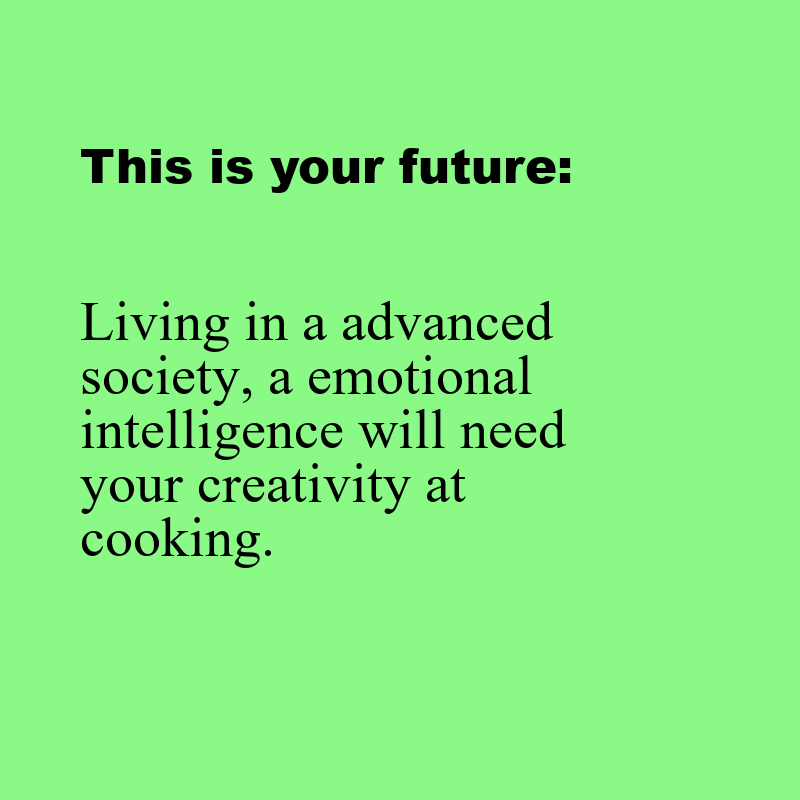 This is your future:
Living in a advanced
society, a emotional
intelligence will need
your creativity at
cooking.